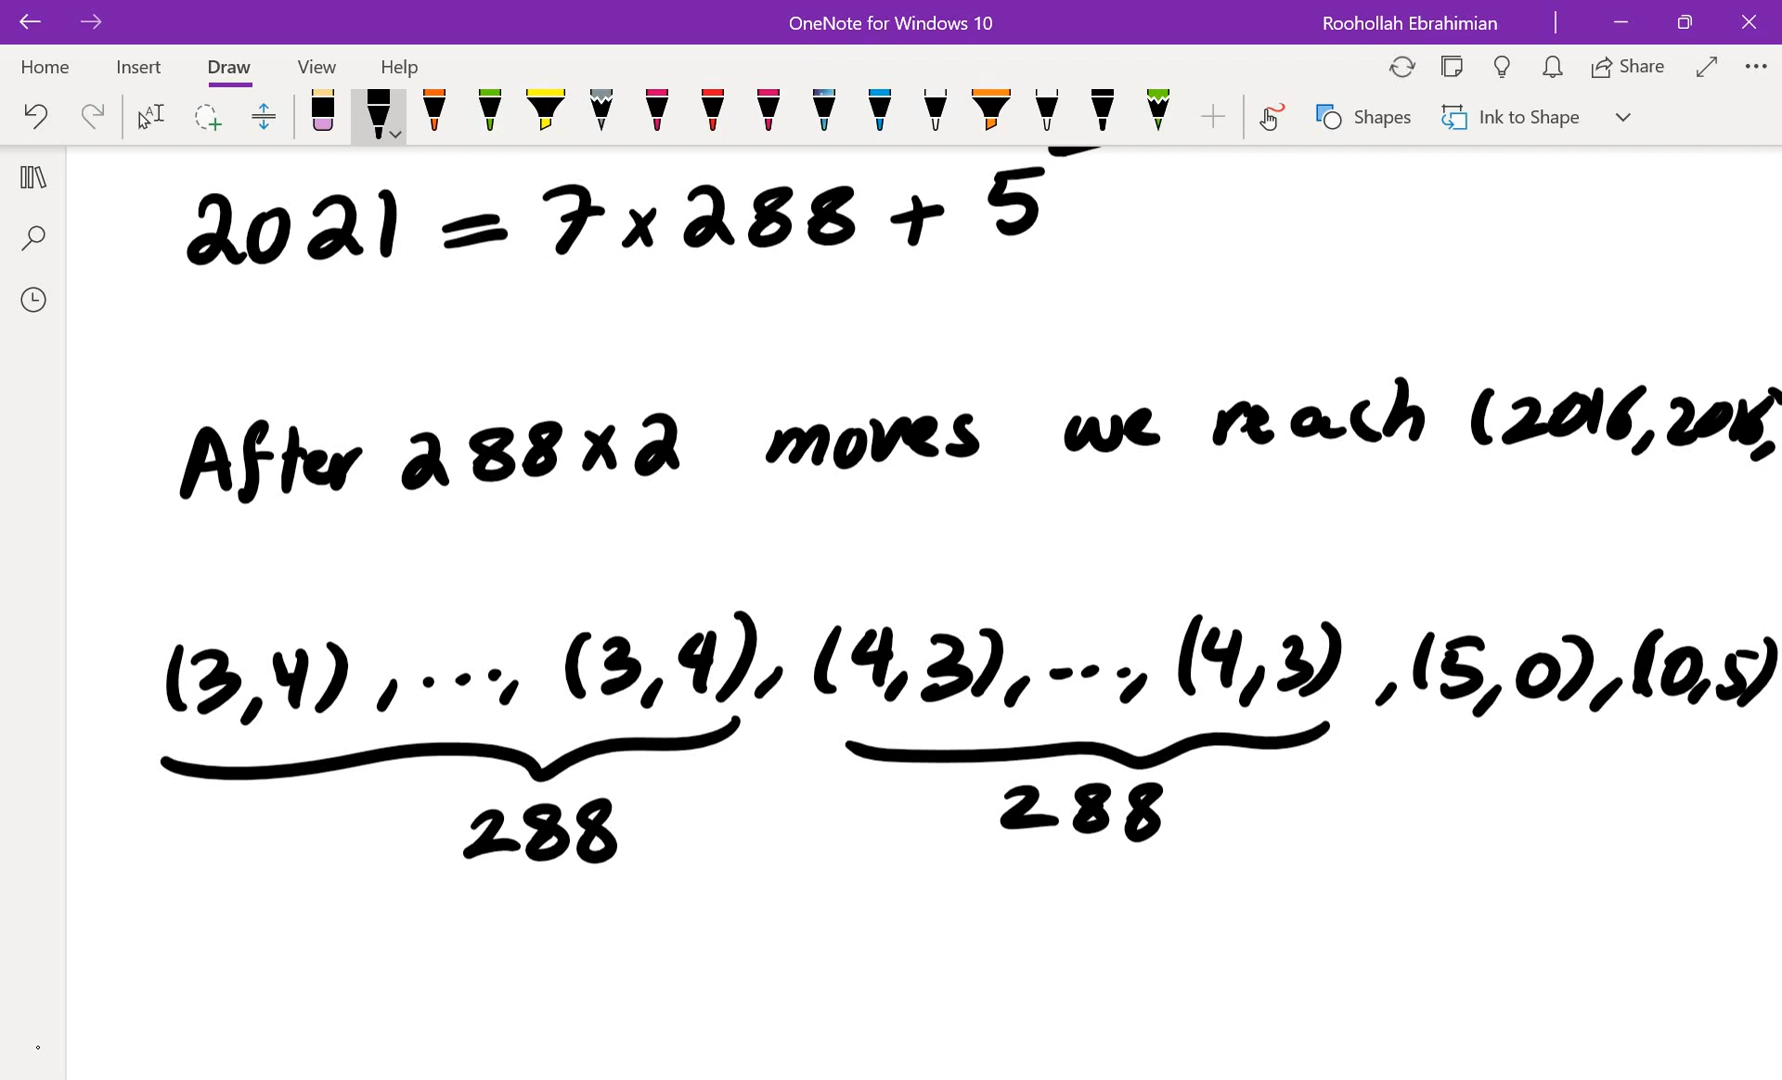 OneNote for Windows 10
Roohollah Ebrahimian
Home Insert Draw View Help
Share
Shapes
Ink to Shape
2021 = 7 x 288 + 5
After 288 x 2 moves we reach (2016, 2016,
(3,4), ..., (3,4), (4,3), ..., (4,3), (5,0), (0,5)
288 288